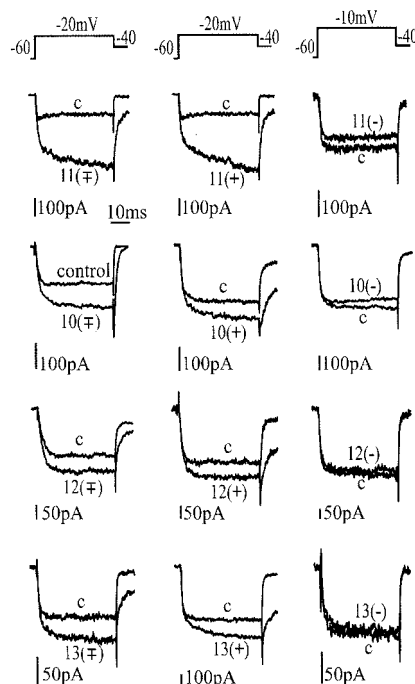 -20mV
-60
-40
-20mV
-60
-40
-10mV
-60
-40
c
11(∓)
100pA
10ms
c
11(+)
100pA
11(-)
c
100pA
control
10(∓)
100pA
c
10(+)
100pA
10(-)
c
100pA
c
12(∓)
50pA
c
12(+)
50pA
12(-)
c
50pA
c
13(∓)
50pA
c
13(+)
100pA
13(-)
c
50pA